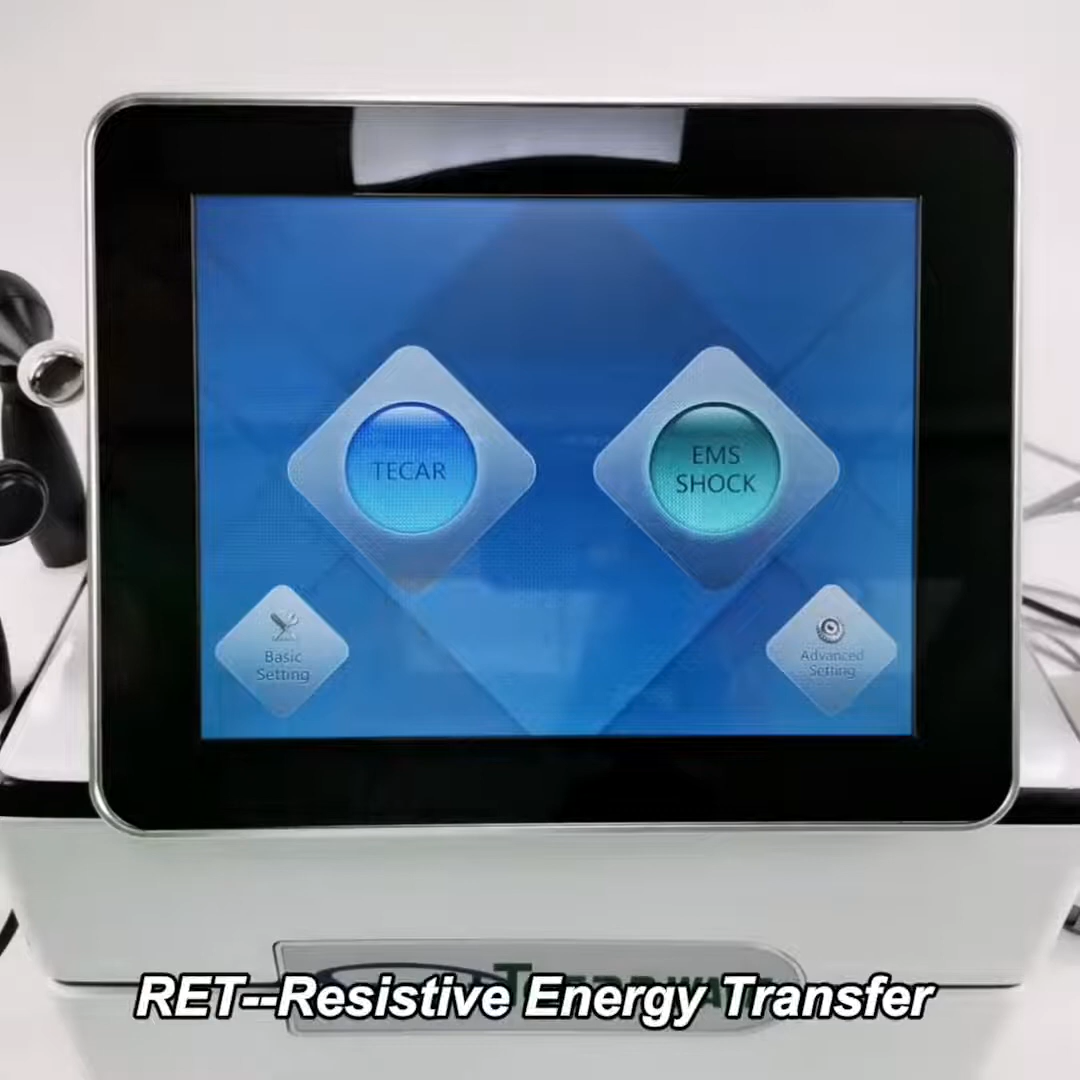 TECAR
EMS
SHOCK
Basic
Setting
Advanced
Setting
RET--Resistive Energy Transfer